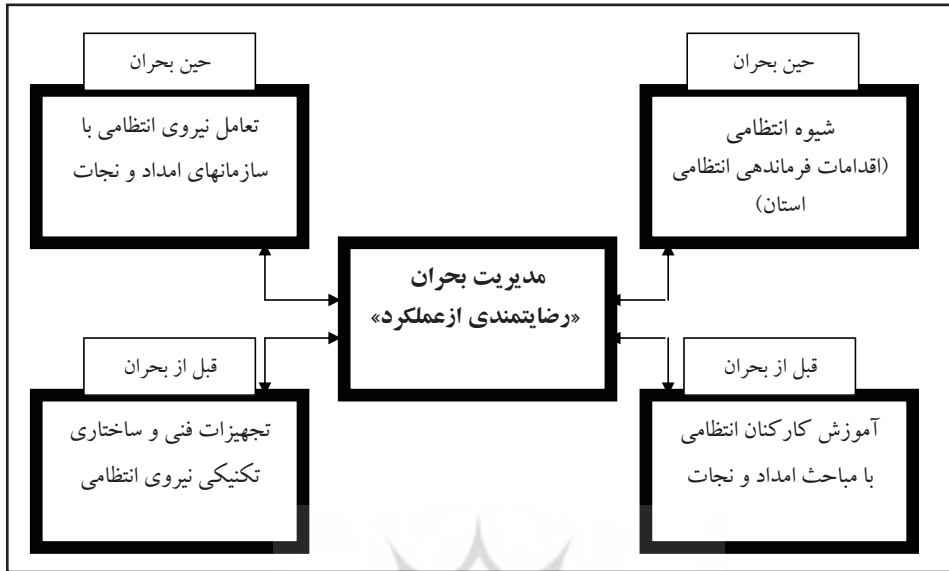 حین بحران
شیوه انتظامی
(اقدامات فرماندهی انتظامی
استان)
حین بحران
تعامل نیروی انتظامی با
سازمانهای امداد و نجات
مدیریت بحران
«رضایتمندی ازعملکرد»
قبل از بحران
آموزش کارکنان انتظامی
با مباحث امداد و نجات
قبل از بحران
تجهیزات فنی و ساختاری
تکنیکی نیروی انتظامی